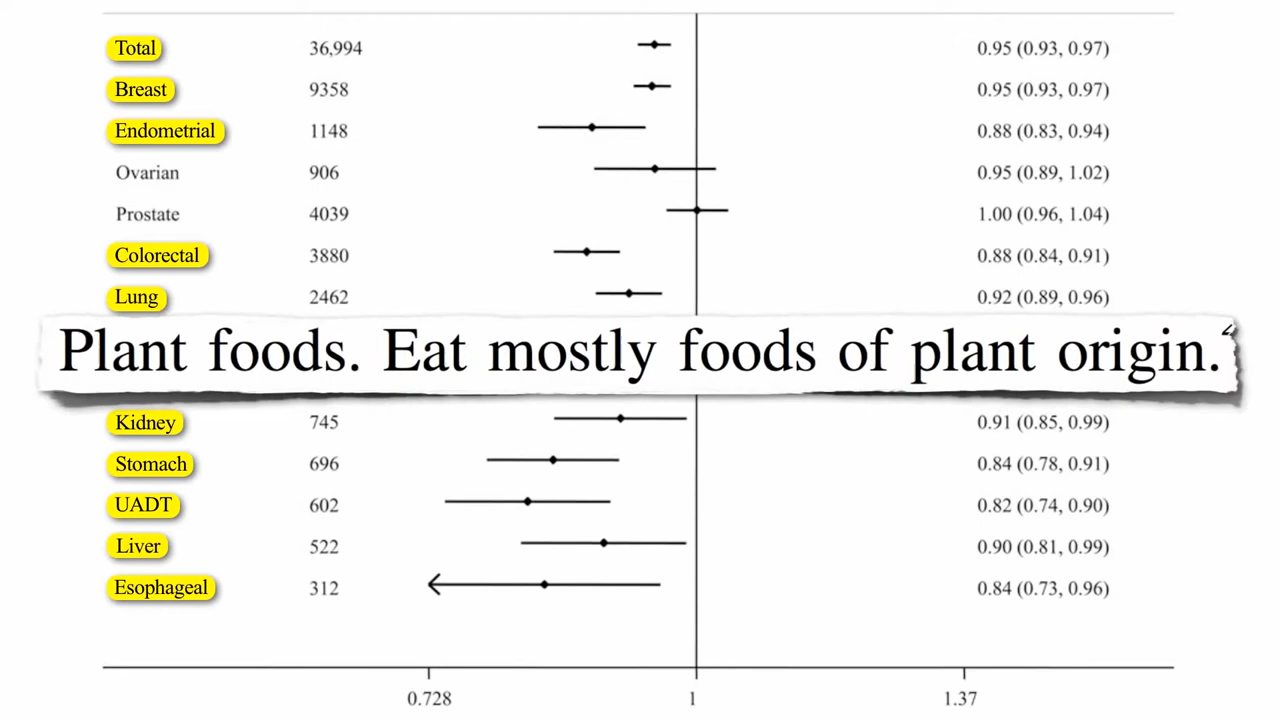 Total 36,994 0.95 (0.93, 0.97)
Breast 9358 0.95 (0.93, 0.97)
Endometrial 1148 0.88 (0.83, 0.94)
Ovarian 906 0.95 (0.89, 1.02)
Prostate 4039 1.00 (0.96, 1.04)
Colorectal 3880 0.88 (0.84, 0.91)
Lung 2462 0.92 (0.89, 0.96)
Plant foods. Eat mostly foods of plant origin.
Kidney 745 0.91 (0.85, 0.99)
Stomach 696 0.84 (0.78, 0.91)
UADT 602 0.82 (0.74, 0.90)
Liver 522 0.90 (0.81, 0.99)
Esophageal 312 0.84 (0.73, 0.96)
0.728 1 1.37